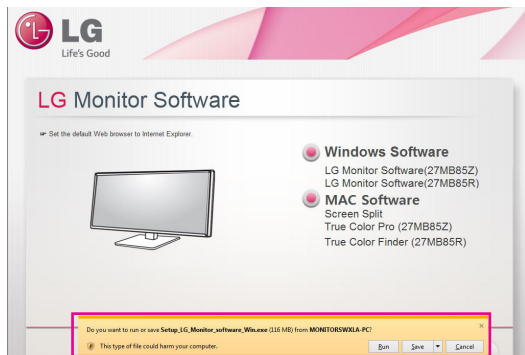 LG
Life's Good
LG Monitor Software
☞ Set the default Web browser to Internet Explorer.
Windows Software
LG Monitor Software(27MB85Z)
LG Monitor Software(27MB85R)
MAC Software
Screen Split
True Color Pro (27MB85Z)
True Color Finder (27MB85R)
Do you want to run or save Setup_LG_Monitor_software_Win.exe (116 MB) from MONITORSWXLA-PC?
This type of file could harm your computer.
Run Save Cancel